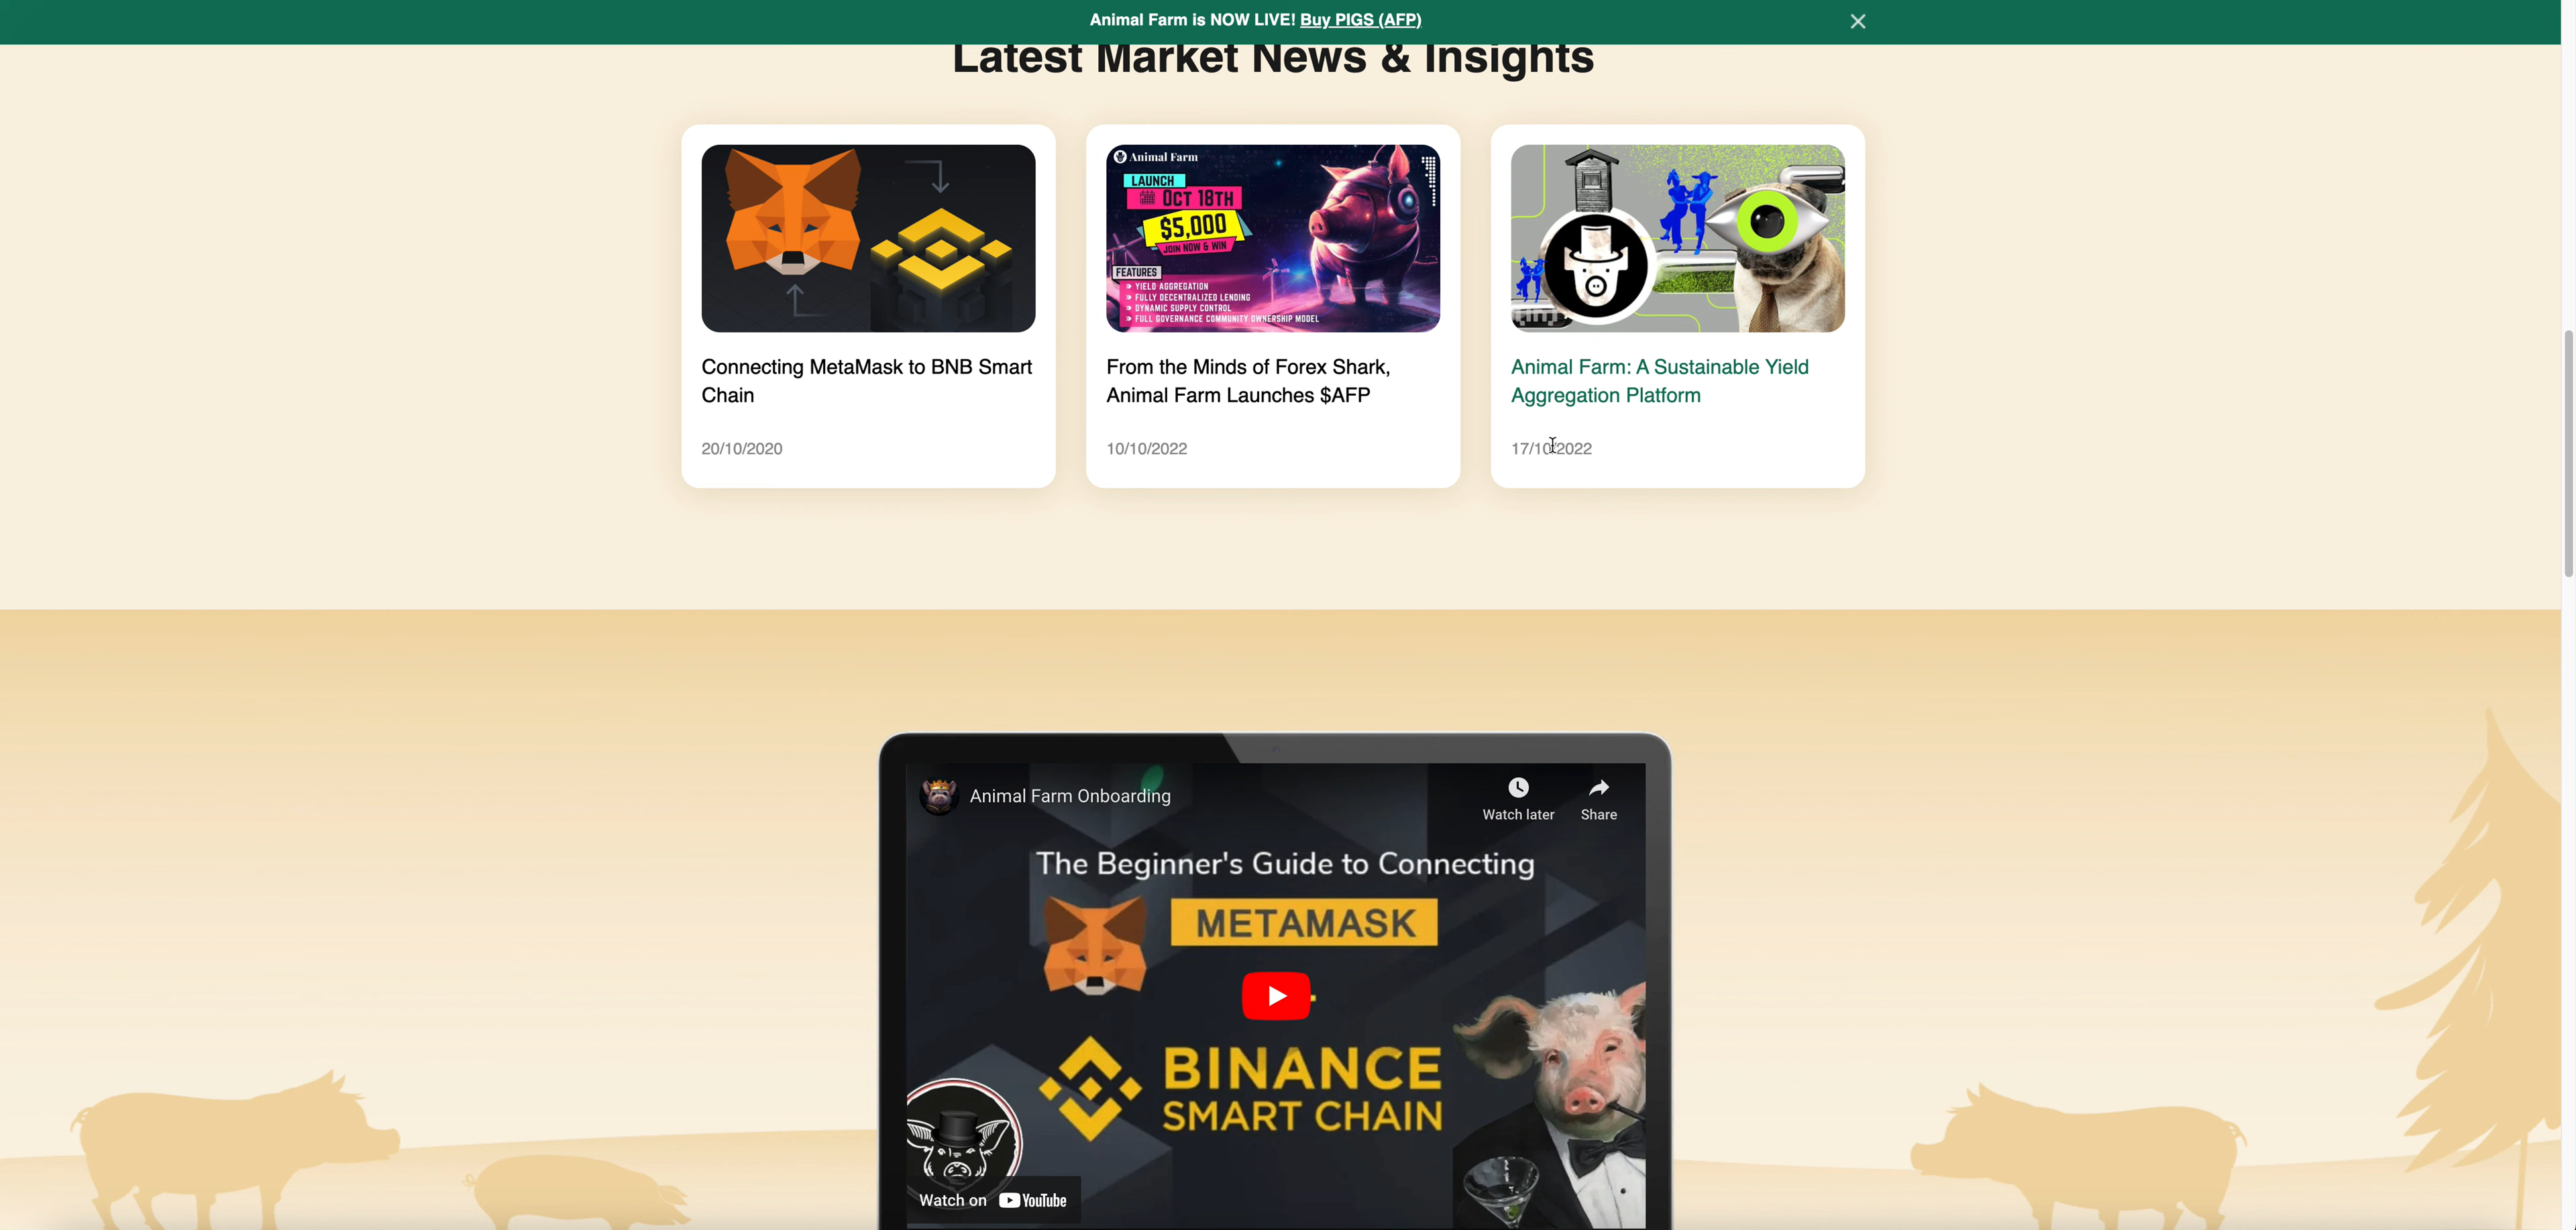 Animal Farm is NOW LIVE! Buy PIGS (AFP)
Latest Market News & Insights
Animal Farm
LAUNCH
OCT 18TH
$5,000
JOIN NOW & WIN
FEATURES
YIELD AGGREGATION
FULLY DECENTRALIZED LENDING
DYNAMIC SUPPLY CONTROL
FULL GOVERNANCE COMMUNITY OWNERSHIP MODEL
Connecting MetaMask to BNB Smart
Chain
20/10/2020
From the Minds of Forex Shark,
Animal Farm Launches $AFP
10/10/2022
Animal Farm: A Sustainable Yield
Aggregation Platform
17/10/2022
Animal Farm Onboarding
Watch later
Share
The Beginner's Guide to Connecting
METAMASK
BINANCE
SMART CHAIN
Watch on YouTube